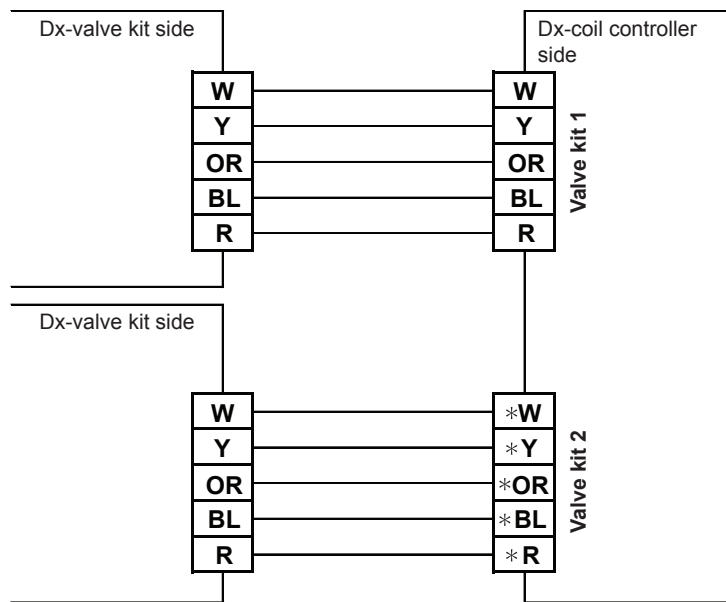 Dx-valve kit side
Dx-coil controller
side
W
Y
OR
BL
R
W
Y
OR
BL
R
Valve kit 1
Dx-valve kit side
W
Y
OR
BL
R
*W
*Y
*OR
*BL
*R
Valve kit 2